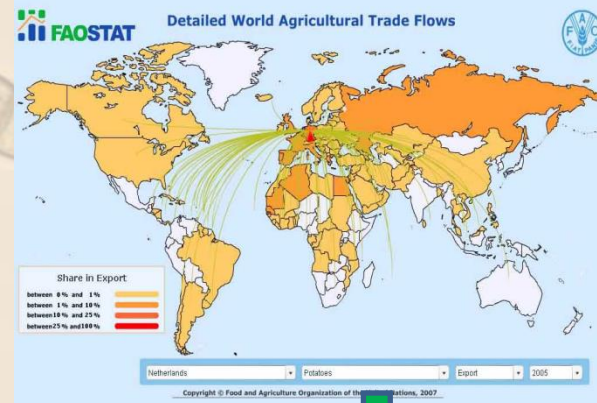 FAOSTAT
Detailed World Agricultural Trade Flows
F A O
FIAT PANIS
Share in Export
between 0% and 1%
between 1% and 10%
between 10% and 25%
between 25% and 100%
Netherlands
Potatoes
Export
2005
Copyright © Food and Agriculture Organization of the Nations, 2007